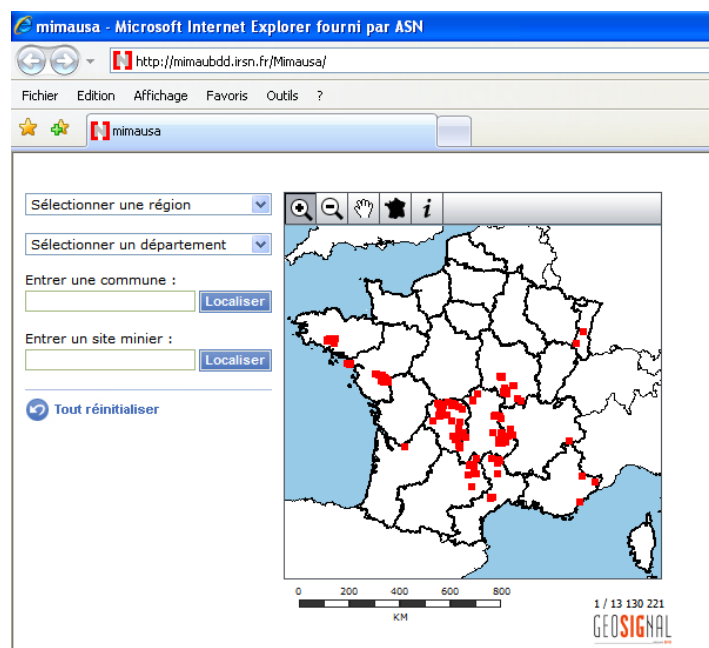 mimausa - Microsoft Internet Explorer fourni par ASN
http://mimaubdd.irsn.fr/Mimausa/
Fichier Edition Affichage Favoris Outils ?
mimausa
Sélectionner une région
Sélectionner un département
Entrer une commune :
Localiser
Entrer un site minier :
Localiser
Tout réinitialiser
i
0 200 400 600 800
KM
1 / 13 130 221
GEOSIGNAL